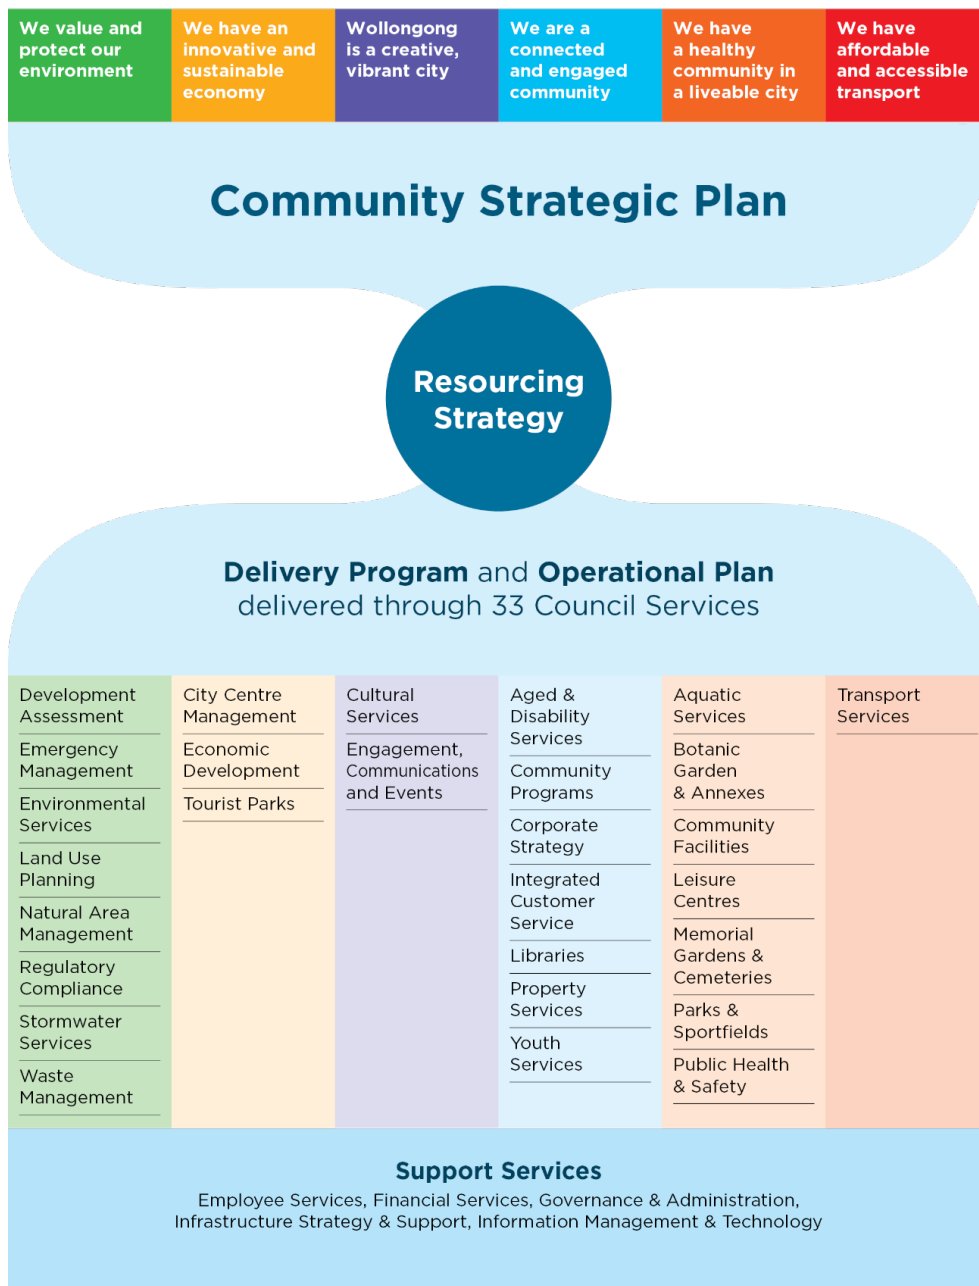 We value and
protect our
environment
We have an
innovative and
sustainable
economy
Wollongong
is a creative,
vibrant city
We are a
connected
and engaged
community
We have
a healthy
community in
a liveable city
We have
affordable
and accessible
transport
Community Strategic Plan
Resourcing
Strategy
Delivery Program and Operational Plan
delivered through 33 Council Services
Development
Assessment
Emergency
Management
Environmental
Services
Land Use
Planning
Natural Area
Management
Regulatory
Compliance
Stormwater
Services
Waste
Management
City Centre
Management
Economic
Development
Tourist Parks
Cultural
Services
Engagement,
Communications
and Events
Aged &
Disability
Services
Community
Programs
Corporate
Strategy
Integrated
Customer
Service
Libraries
Property
Services
Youth
Services
Aquatic
Services
Botanic
Garden
& Annexes
Community
Facilities
Leisure
Centres
Memorial
Gardens &
Cemeteries
Parks &
Sportfields
Public Health
& Safety
Transport
Services
Support Services
Employee Services, Financial Services, Governance & Administration,
Infrastructure Strategy & Support, Information Management & Technology